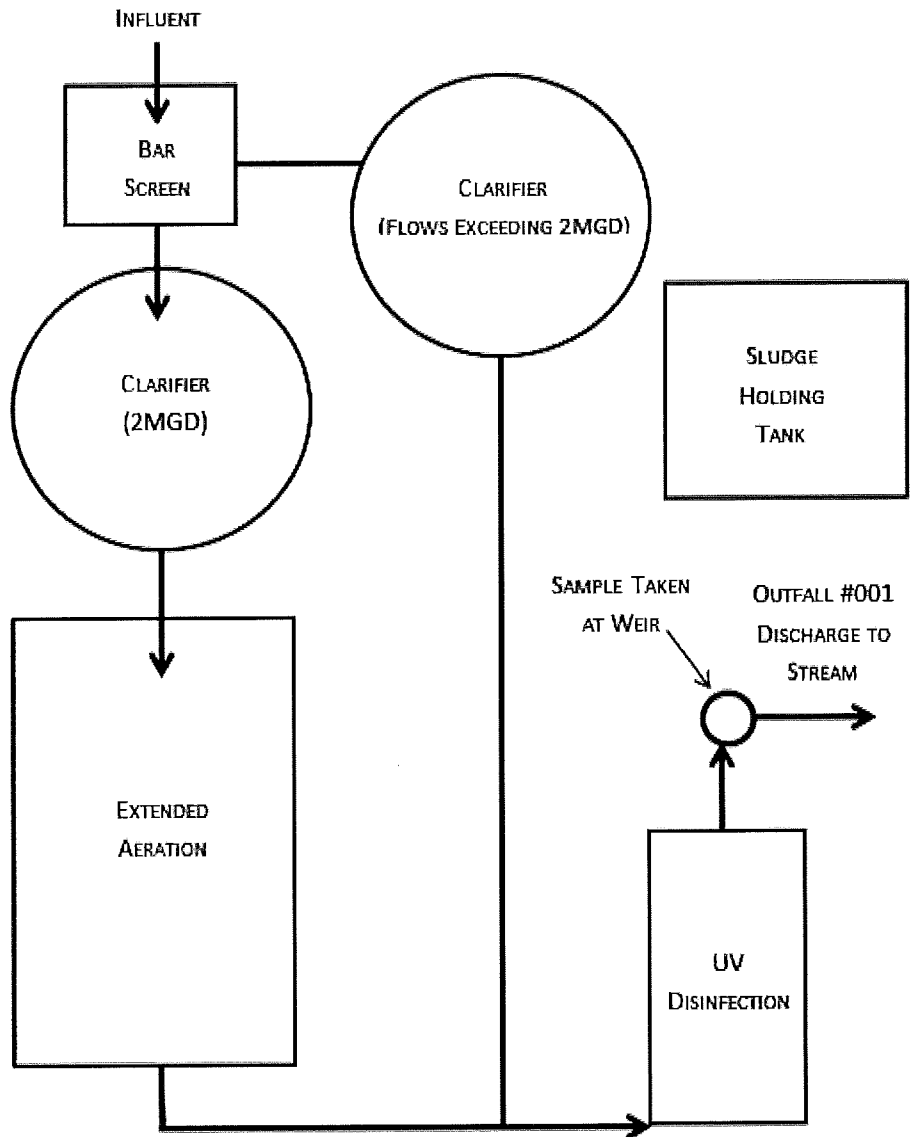 INFLUENT
BAR
SCREEN
CLARIFIER
(FLOWS EXCEEDING 2MGD)
CLARIFIER
(2MGD)
SLUDGE
HOLDING
TANK
SAMPLE TAKEN
AT WEIR
OUTFALL #001
DISCHARGE TO
STREAM
EXTENDED
AERATION
UV
DISINFECTION